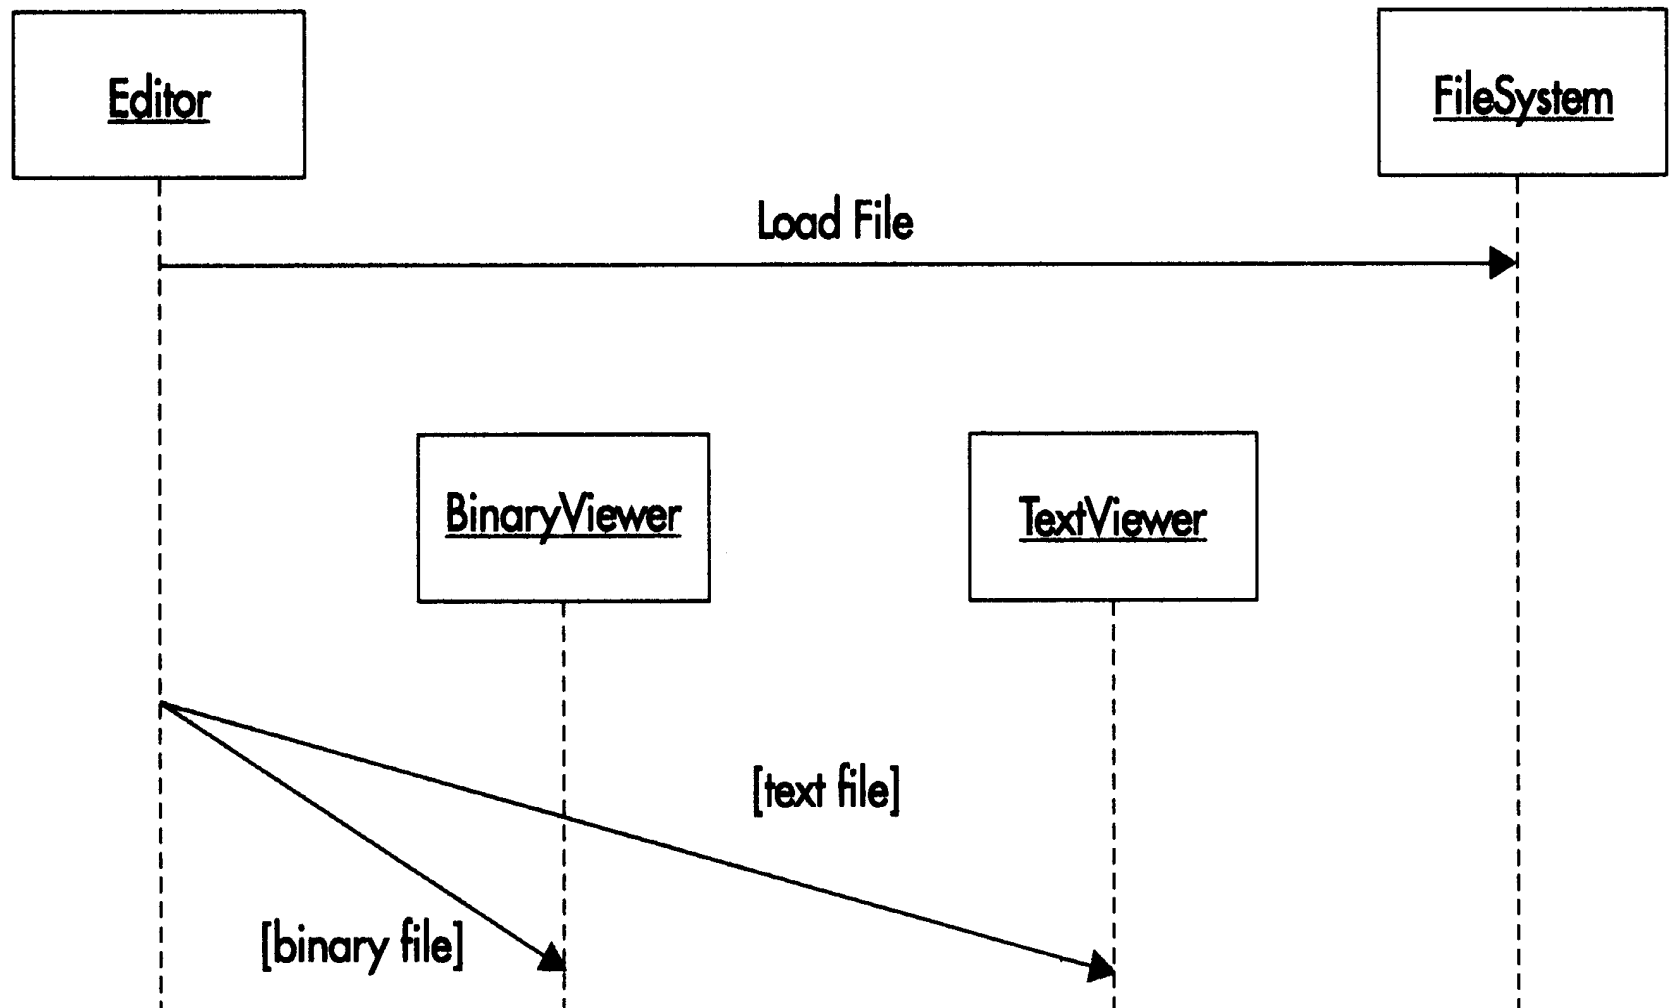 Editor
FileSystem
Load File
BinaryViewer
TextViewer
[text file]
[binary file]